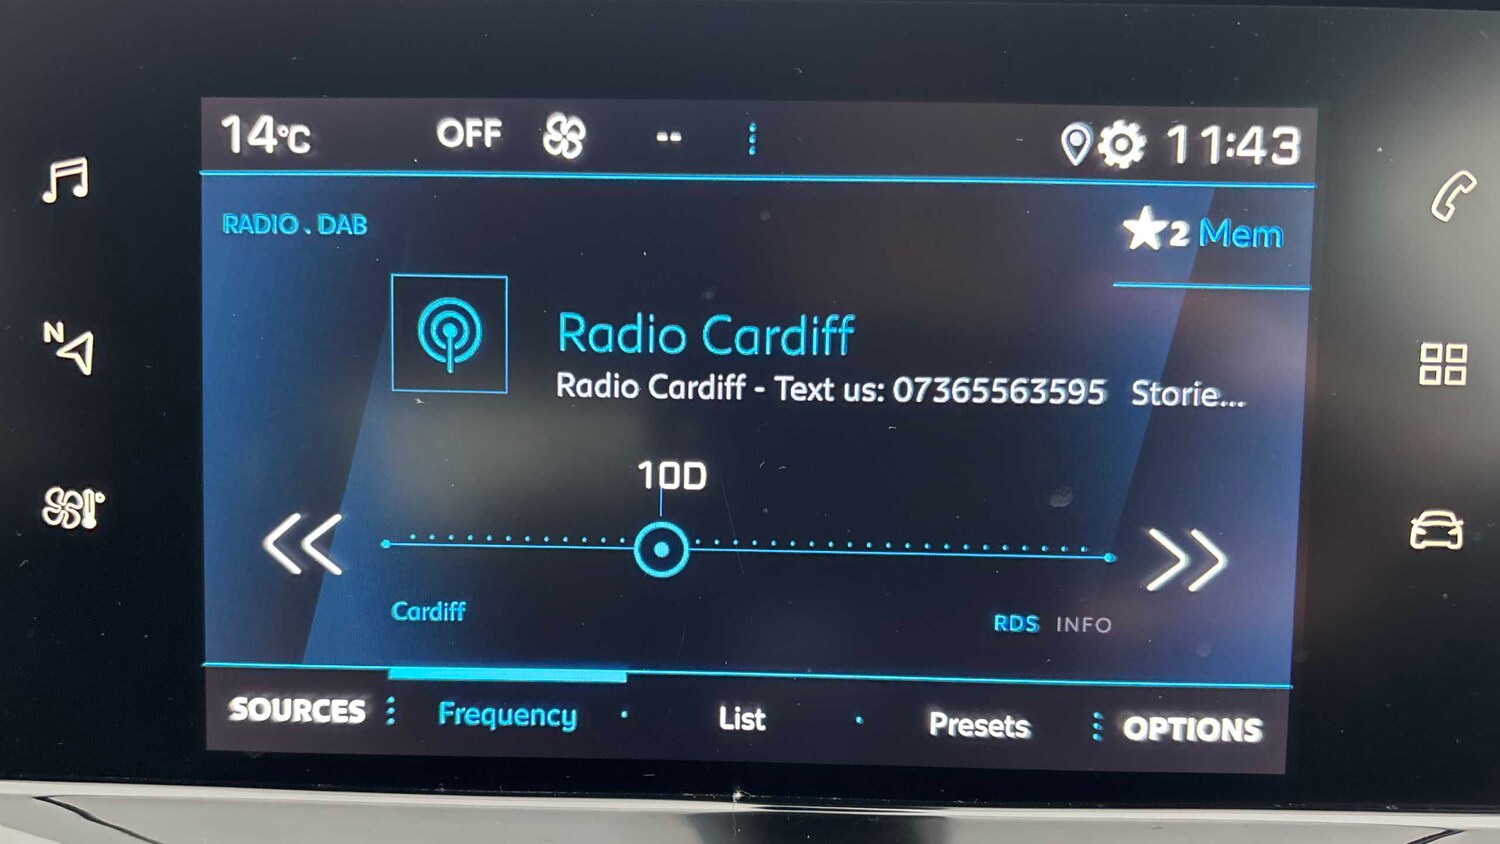 14°C OFF -- 11:43
RADIO . DAB
2 Mem
N
Radio Cardiff
Radio Cardiff - Text us: 07365563595 Storie...
10D
Cardiff
RDS INFO
SOURCES Frequency List Presets OPTIONS